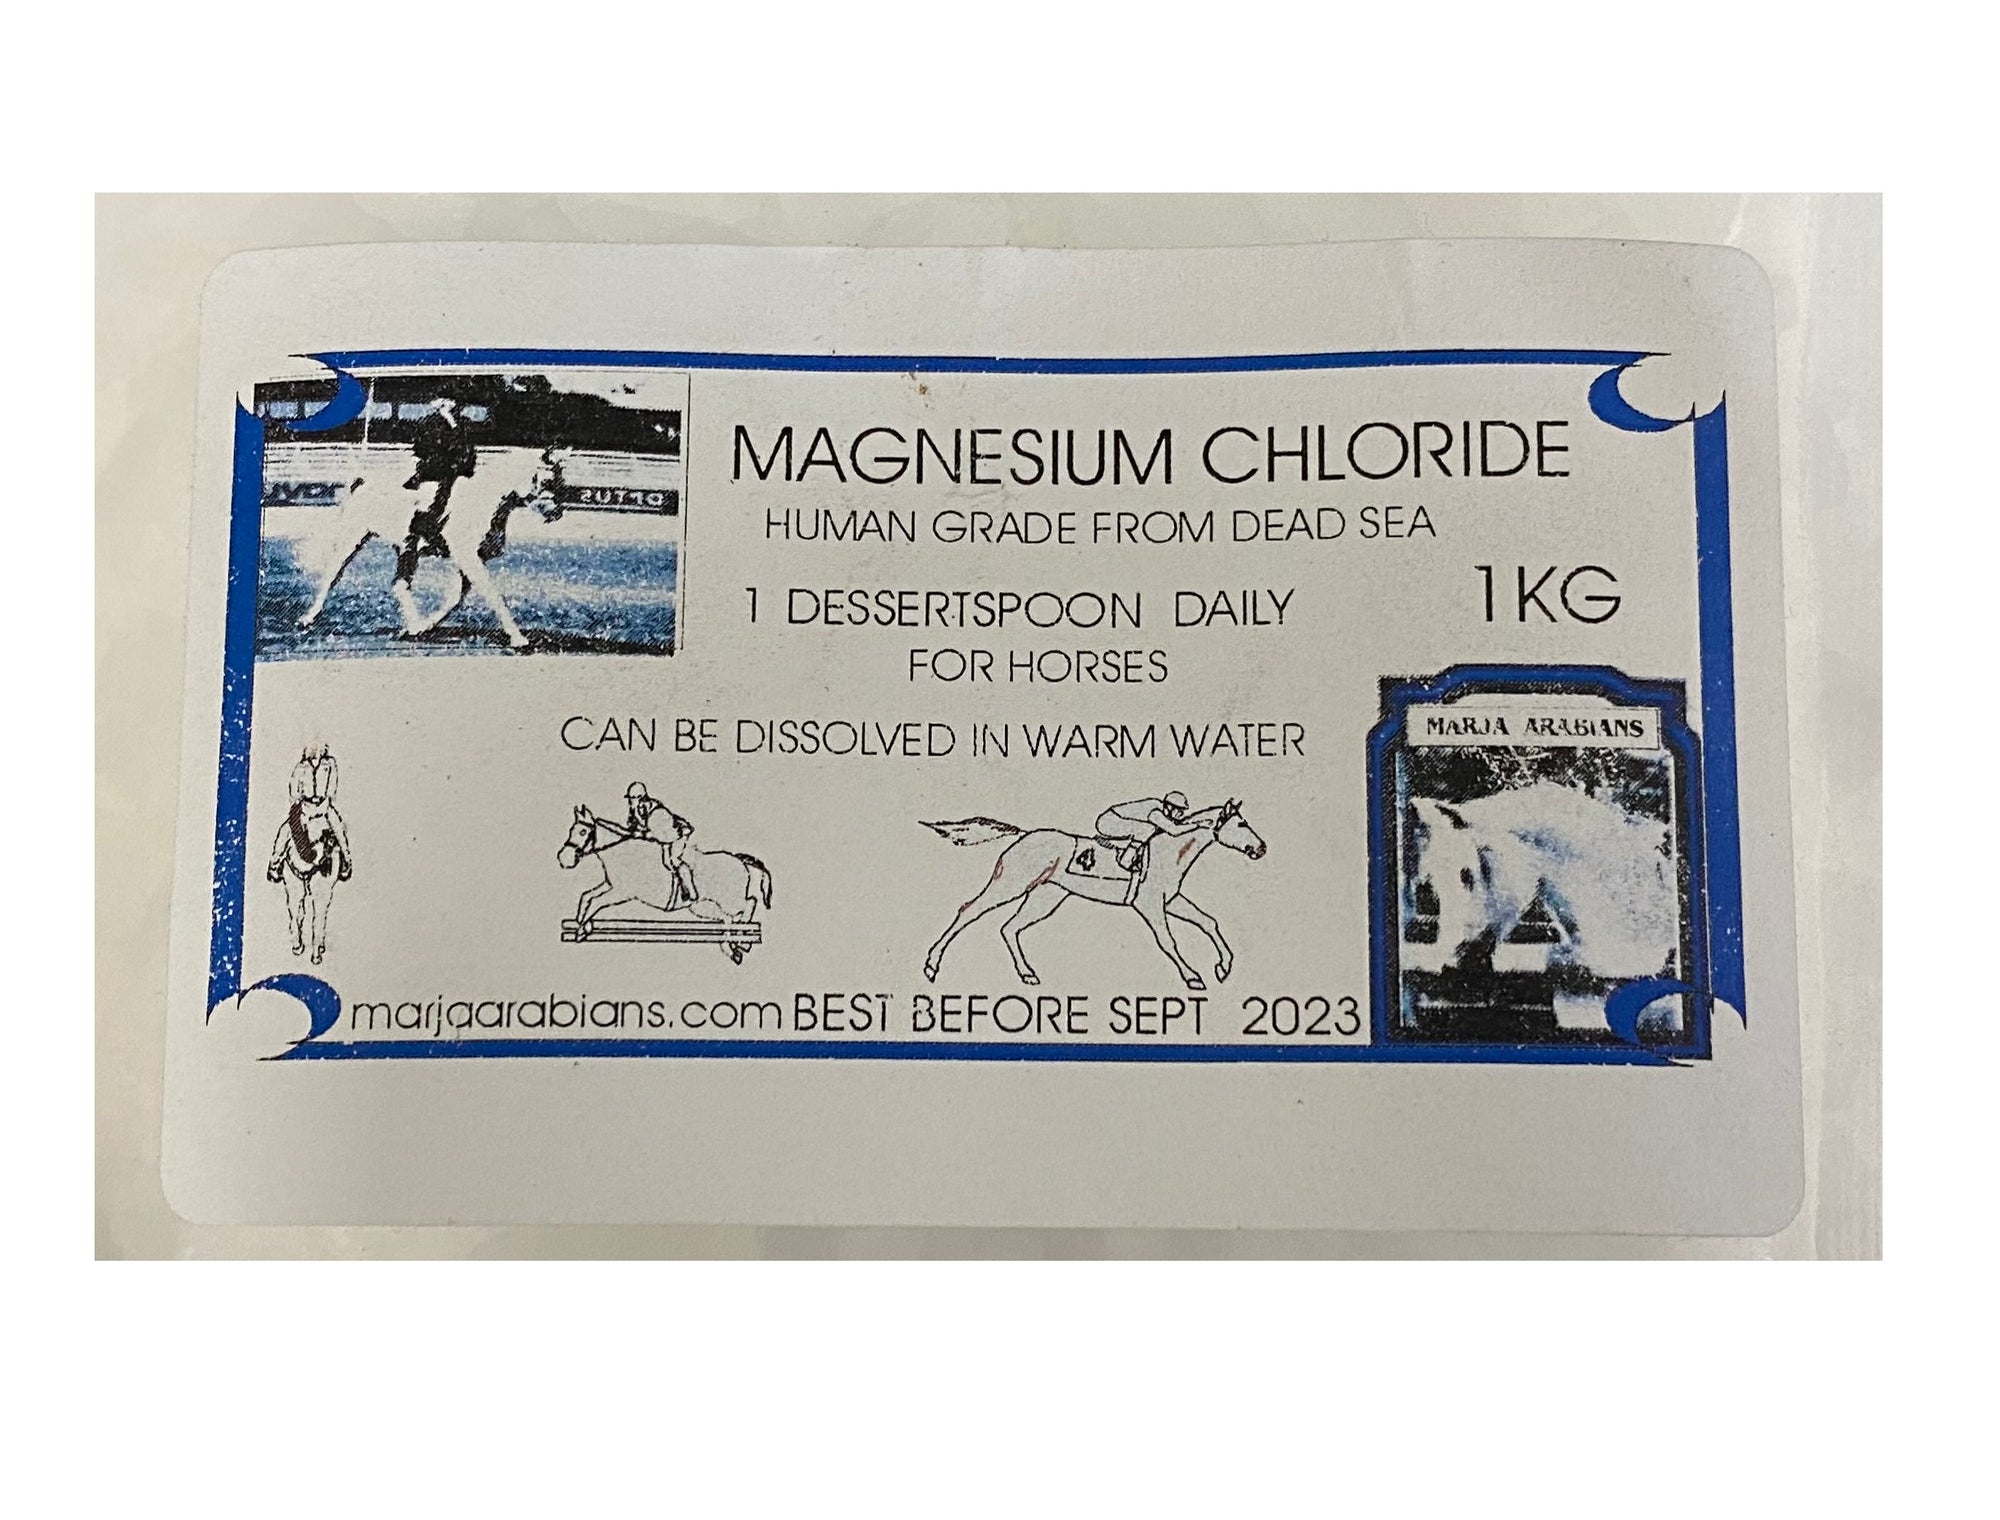 MAGNESIUM CHLORIDE
HUMAN GRADE FROM DEAD SEA
1 DESSERTSPOON DAILY
1KG
FOR HORSES
CAN BE DISSOLVED IN WARM WATER
MARJA ARABIANS
4
marjaarabians.com BEST BEFORE SEPT 2023